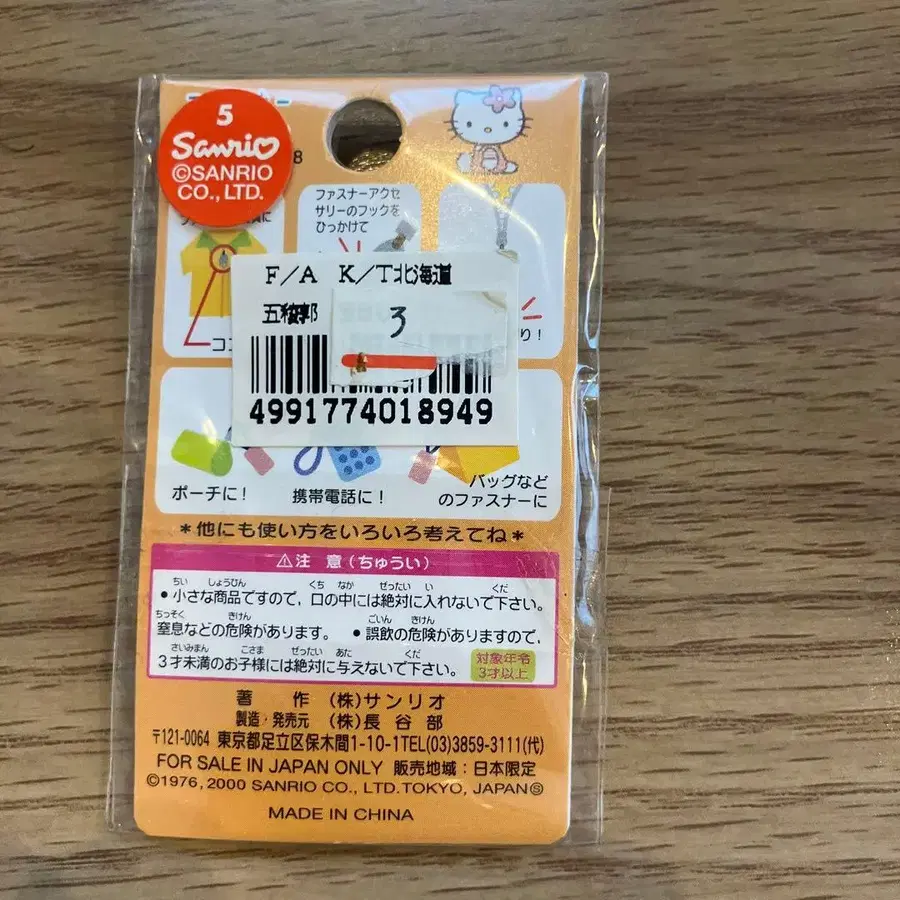 5
Sanrio
©SANRIO
CO., LTD.
8
ファスナーアクセ
サリーのフックを
ひっかけて
F/A K/T北海道
五稜郭
3
り!
4991774018949
ポーチに!
携帯電話に!
バッグなど
のファスナーに
*他にも使い方をいろいろ考えてね*
⚠注 意(ちゅうい)
•小さな商品ですので,口の中には絶対に入れないで下さい。
窒息などの危険があります。 •誤飲の危険がありますので,
3才未満のお子様には絶対に与えないで下さい。
対象年令
3才以上
著 作 (株)サンリオ
製造・発売元 (株)長谷部
〒121-0064 東京都足立区保木間1-10-1TEL(03)3859-3111(代)
FOR SALE IN JAPAN ONLY 販売地域:日本限定
©1976, 2000 SANRIO CO., LTD. TOKYO, JAPANⓈ
MADE IN CHINA